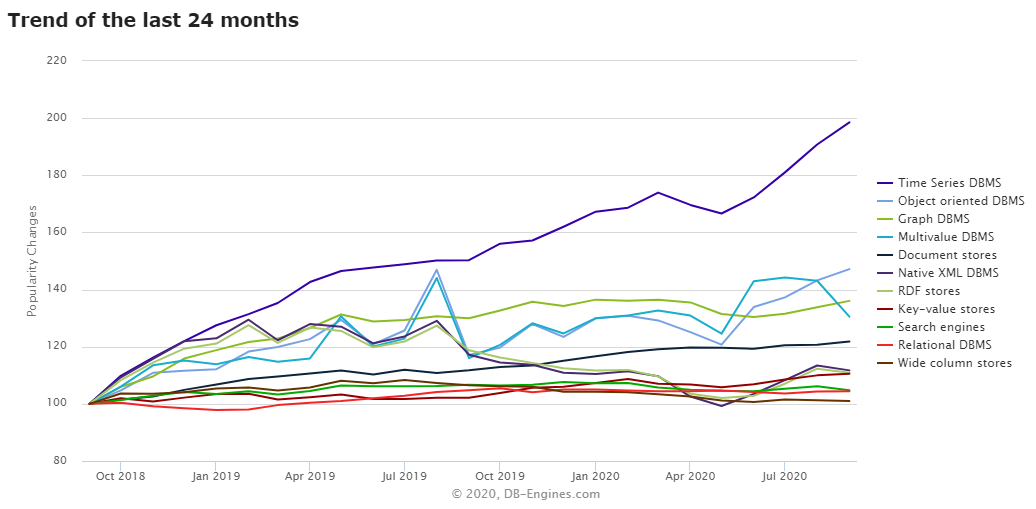 Trend of the last 24 months
220
200
180
160
140
120
100
80
Popularity Changes
Oct 2018
Jan 2019
Apr 2019
Jul 2019
Oct 2019
Jan 2020
Apr 2020
Jul 2020
© 2020, DB-Engines.com
Time Series DBMS
Object oriented DBMS
Graph DBMS
Multivalue DBMS
Document stores
Native XML DBMS
RDF stores
Key-value stores
Search engines
Relational DBMS
Wide column stores